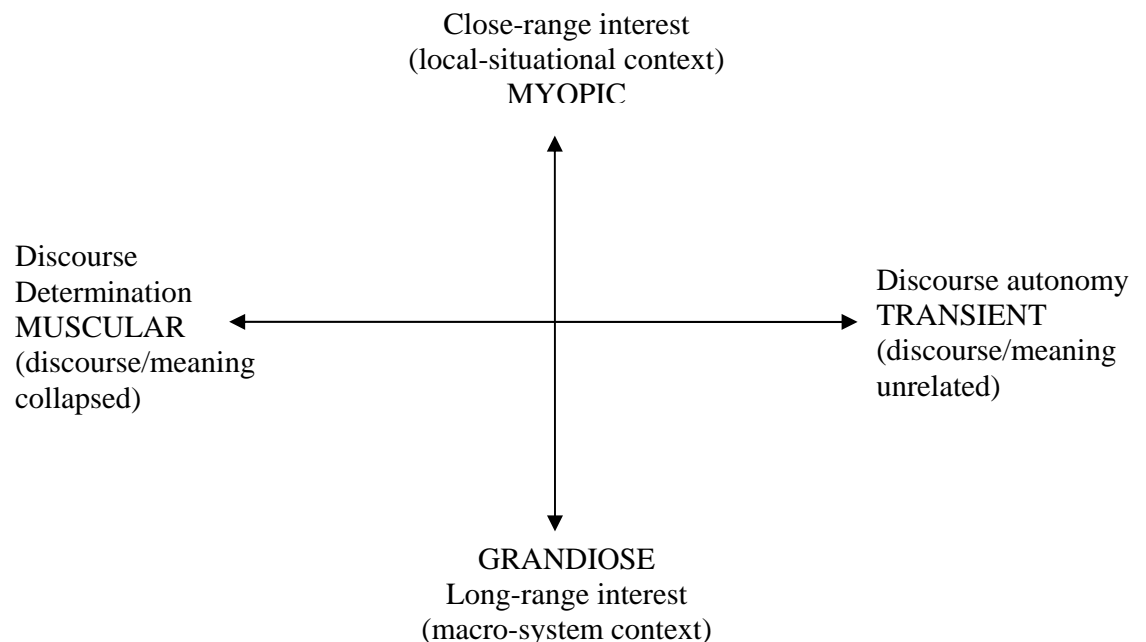 Close-range interest
(local-situational context)
MYOPIC
Discourse
Determination
MUSCULAR
(discourse/meaning
collapsed)
Discourse autonomy
TRANSIENT
(discourse/meaning
unrelated)
GRANDIOSE
Long-range interest
(macro-system context)